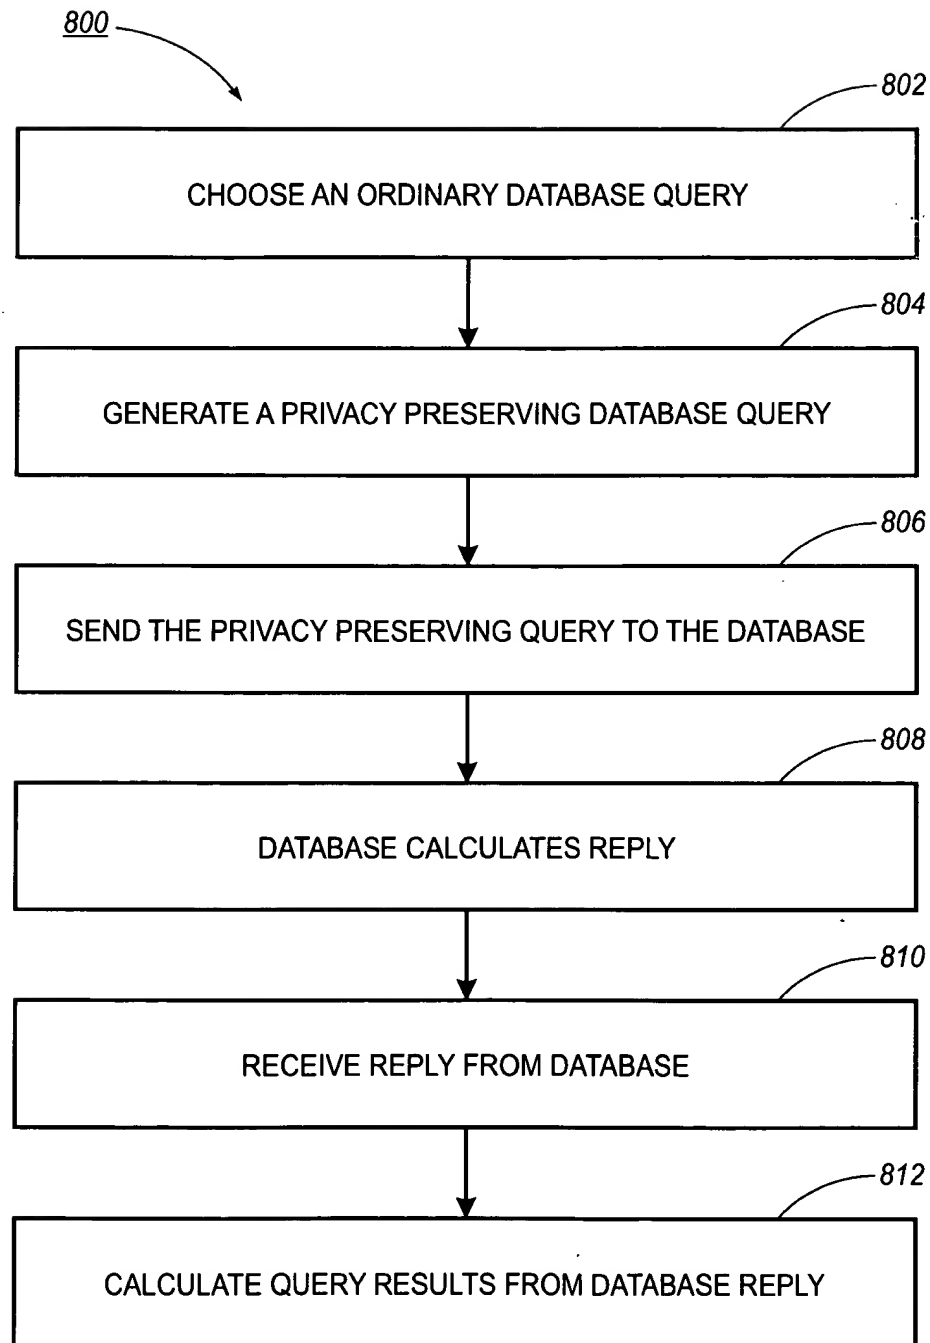 800
802
CHOOSE AN ORDINARY DATABASE QUERY
804
GENERATE A PRIVACY PRESERVING DATABASE QUERY
806
SEND THE PRIVACY PRESERVING QUERY TO THE DATABASE
808
DATABASE CALCULATES REPLY
810
RECEIVE REPLY FROM DATABASE
812
CALCULATE QUERY RESULTS FROM DATABASE REPLY